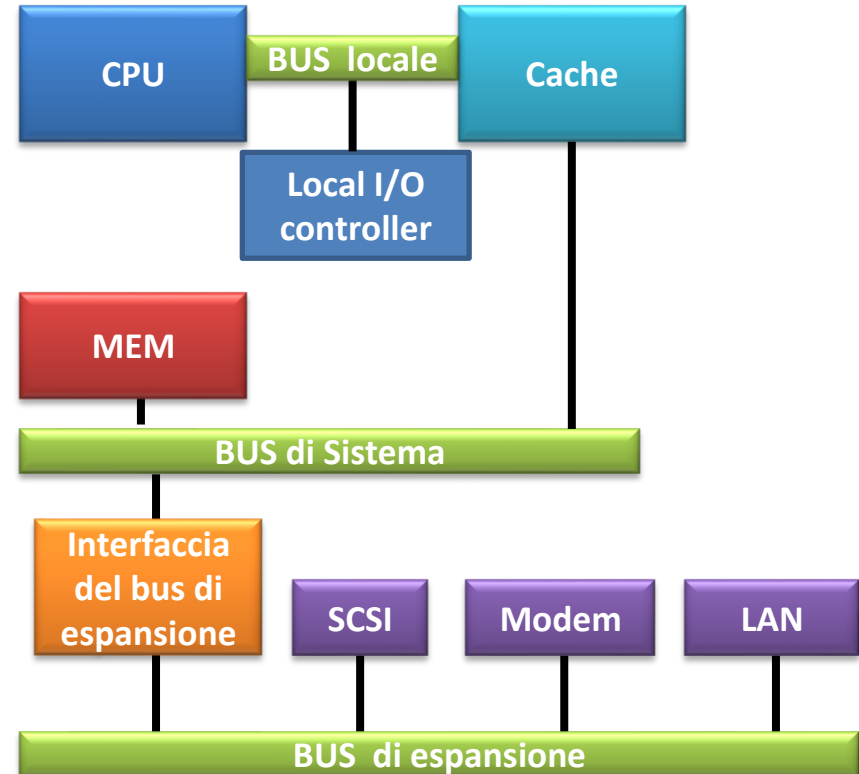 CPU
BUS locale
Cache
Local I/O
controller
MEM
BUS di Sistema
Interfaccia
del bus di
espansione
SCSI
Modem
LAN
BUS di espansione